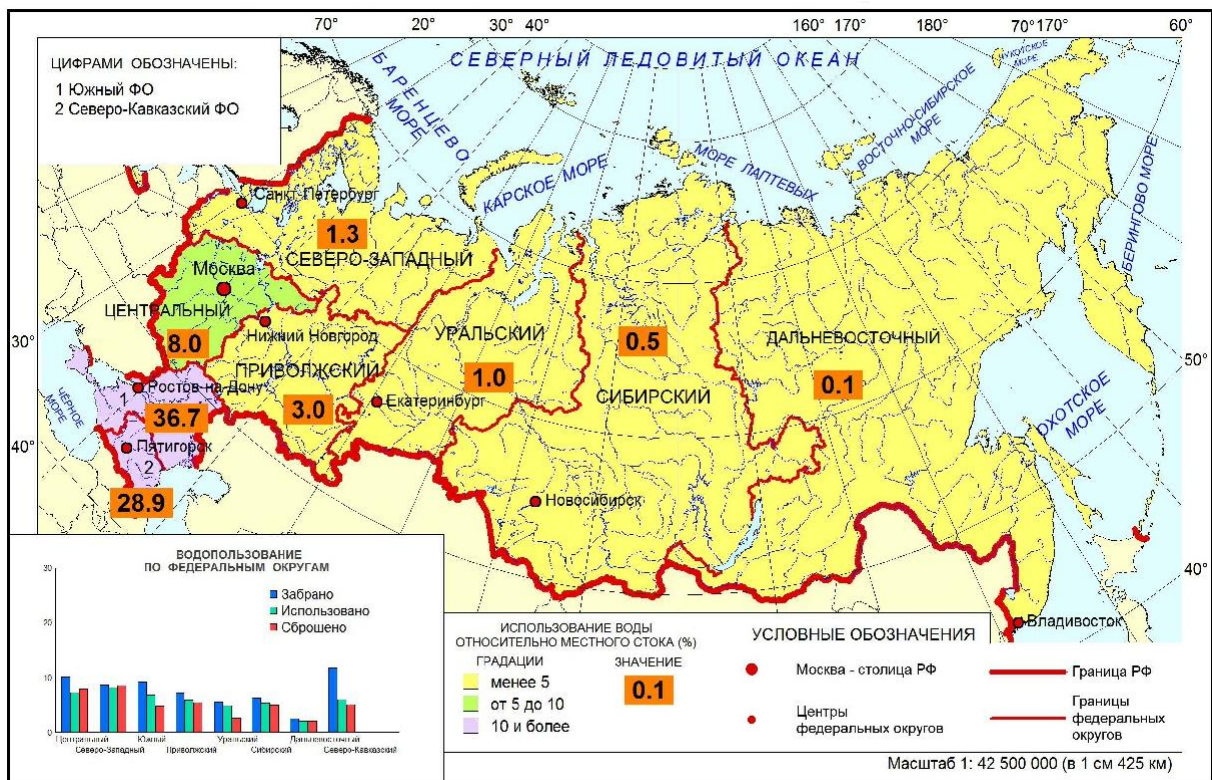 70° 20° 30° 40° 160° 170° 180° 70° 170° 60°
ЦИФРАМИ ОБОЗНАЧЕНЫ:
1 Южный ФО
2 Северо-Кавказский ФО
СЕВЕРНЫЙ ЛЕДОВИТЫЙ ОКЕАН
БАРЕНЦЕВО
МОРЕ
КАРСКОЕ МОРЕ
МОРЕ ЛАПТЕВЫХ
ВОСТОЧНО-СИБИРСКОЕ
МОРЕ
МОРЕ
БЕРИНГОВО МОРЕ
Санкт-Петербург
1.3
СЕВЕРО-ЗАПАДНЫЙ
Москва
ЦЕНТРАЛЬНЫЙ
8.0
Нижний Новгород
ПРИВОЛЖСКИЙ
3.0
УРАЛЬСКИЙ
1.0
Екатеринбург
0.5
СИБИРСКИЙ
ДАЛЬНЕВОСТОЧНЫЙ
0.1
30°
50°
ЧЁРНОЕ
МОРЕ
Ростов-на-Дону
1
36.7
Пятигорск
2
28.9
40°
ОХОТСКОЕ
МОРЕ
Новосибирск
40°
Владивосток
ВОДОПОЛЬЗОВАНИЕ
ПО ФЕДЕРАЛЬНЫМ ОКРУГАМ
30
20
10
0
Забрано
Использовано
Сброшено
Центральный Южный Уральский Дальневосточный
Северо-Западный Приволжский Сибирский Северо-Кавказский
ИСПОЛЬЗОВАНИЕ ВОДЫ
ОТНОСИТЕЛЬНО МЕСТНОГО СТОКА (%)
ГРАДАЦИИ ЗНАЧЕНИЕ
менее 5
от 5 до 10
10 и более
0.1
УСЛОВНЫЕ ОБОЗНАЧЕНИЯ
Москва - столица РФ
Центры
федеральных округов
Граница РФ
Границы
федеральных
округов
Масштаб 1: 42 500 000 (в 1 см 425 км)